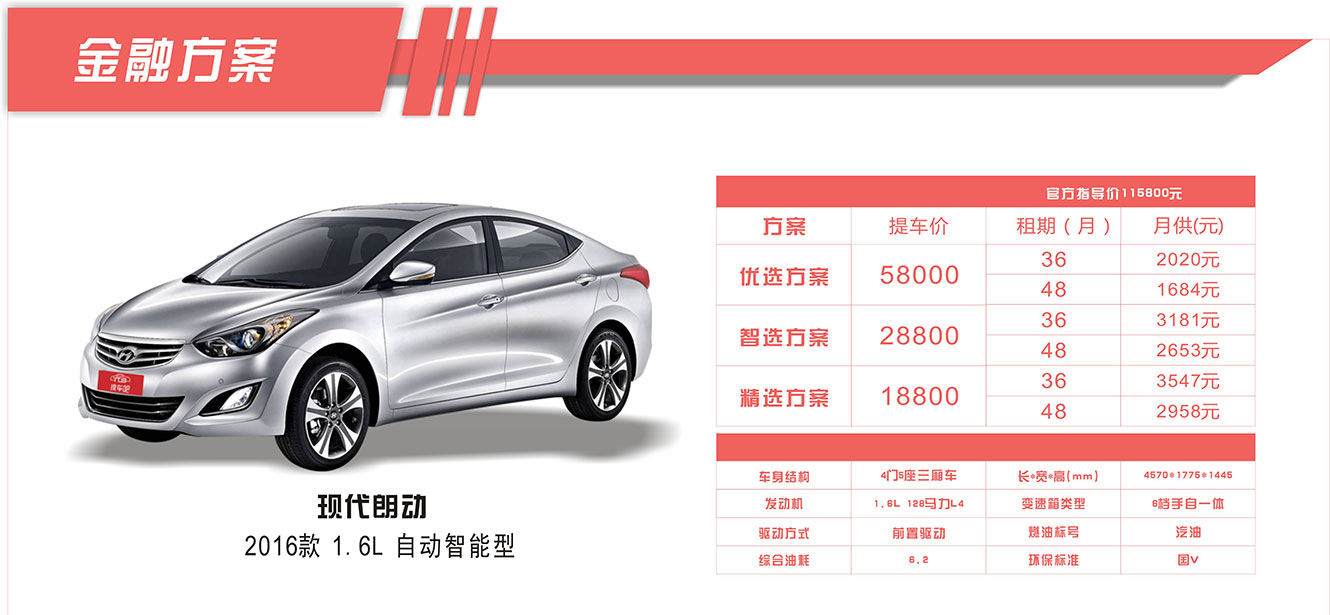 金融方案
官方指导价115800元
方案 提车价 租期(月) 月供(元)
优选方案 58000 36 2020元
48 1684元
智选方案 28800 36 3181元
48 2653元
精选方案 18800 36 3547元
48 2958元
车身结构 4门5座三厢车 长*宽*高(mm) 4570*1775*1445
发动机 1.6L 128马力L4 变速箱类型 6档手自一体
驱动方式 前置驱动 燃油标号 汽油
综合油耗 6.2 环保标准 国V
现代朗动
2016款 1.6L 自动智能型